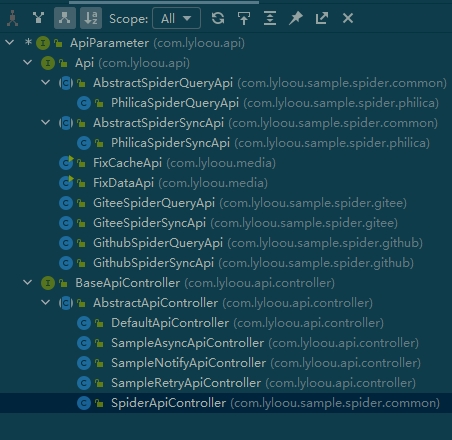 Scope: All
* ApiParameter (com.lyloou.api)
Api (com.lyloou.api)
AbstractSpiderQueryApi (com.lyloou.sample.spider.common)
PhilicaSpiderQueryApi (com.lyloou.sample.spider.philica)
AbstractSpiderSyncApi (com.lyloou.sample.spider.common)
PhilicaSpiderSyncApi (com.lyloou.sample.spider.philica)
FixCacheApi (com.lyloou.media)
FixDataApi (com.lyloou.media)
GiteeSpiderQueryApi (com.lyloou.sample.spider.gitee)
GiteeSpiderSyncApi (com.lyloou.sample.spider.gitee)
GithubSpiderQueryApi (com.lyloou.sample.spider.github)
GithubSpiderSyncApi (com.lyloou.sample.spider.github)
BaseApiController (com.lyloou.api.controller)
AbstractApiController (com.lyloou.api.controller)
DefaultApiController (com.lyloou.api.controller)
SampleAsyncApiController (com.lyloou.api.controller)
SampleNotifyApiController (com.lyloou.api.controller)
SampleRetryApiController (com.lyloou.api.controller)
SpiderApiController (com.lyloou.sample.spider.common)